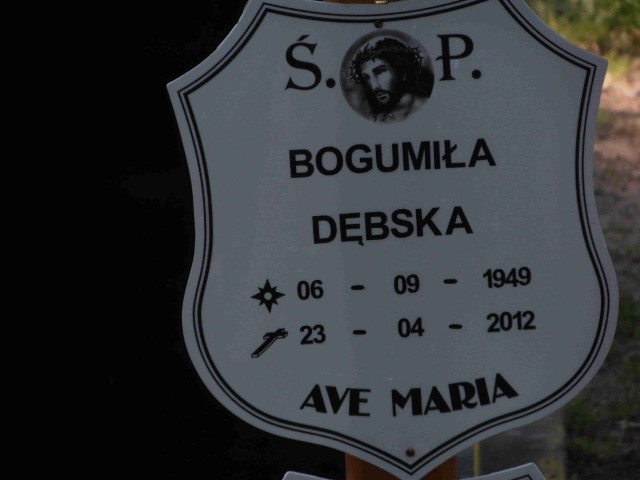 Ś. P.
BOGUMIŁA
DĘBSKA
06 - 09 - 1949
23 - 04 - 2012
AVE MARIA